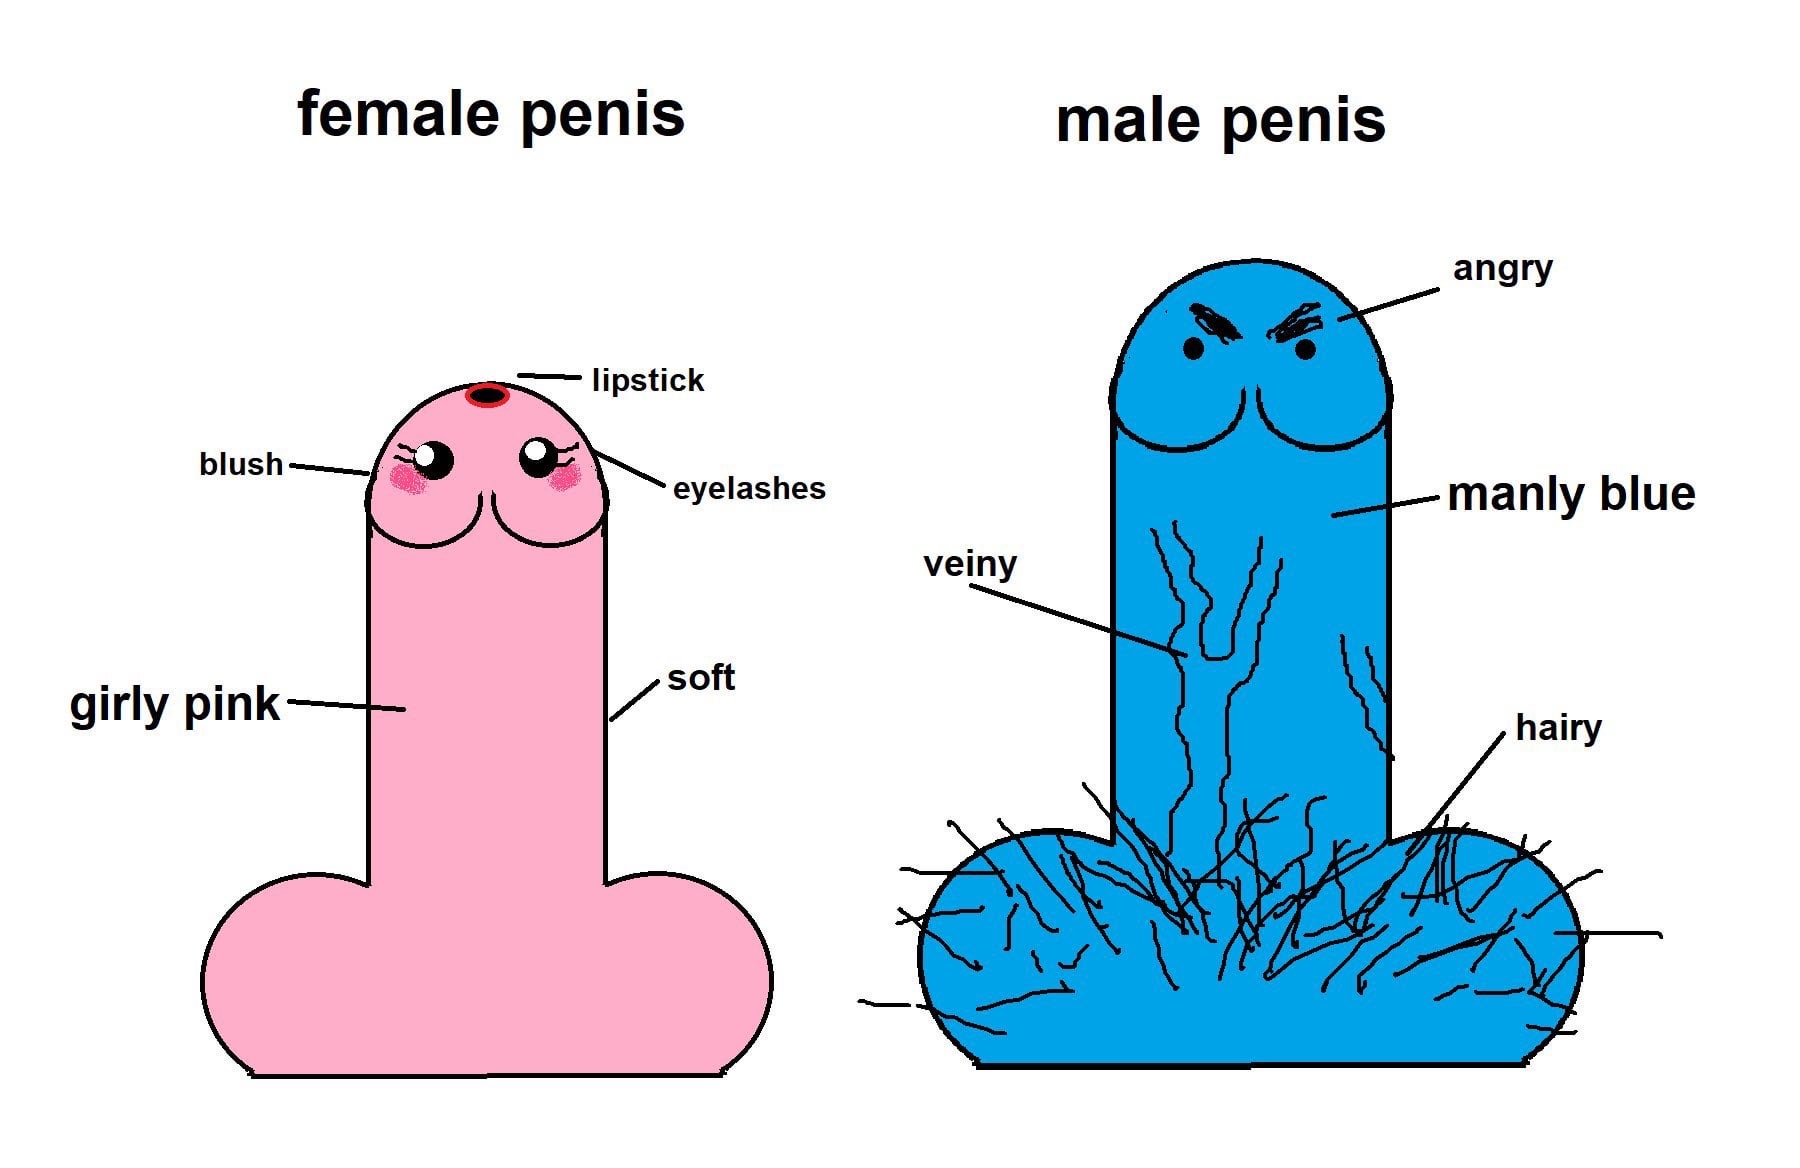 female penis
lipstick
blush
eyelashes
girly pink
soft
male penis
angry
manly blue
veiny
hairy